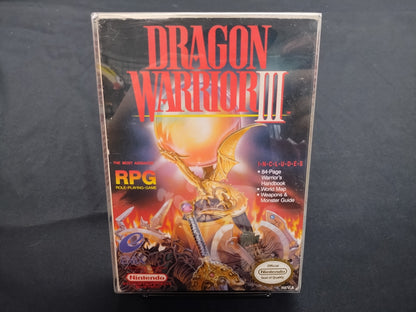 DRAGON
WARRIOR III
THE MOST
RPG
ROLE-PLAYING-GAME
INCLUDES
• 84-Page
Warrior's
Handbook
• World Map
• Weapons &
Monster Guide
Nintendo
Official
Nintendo
Seal of Quality